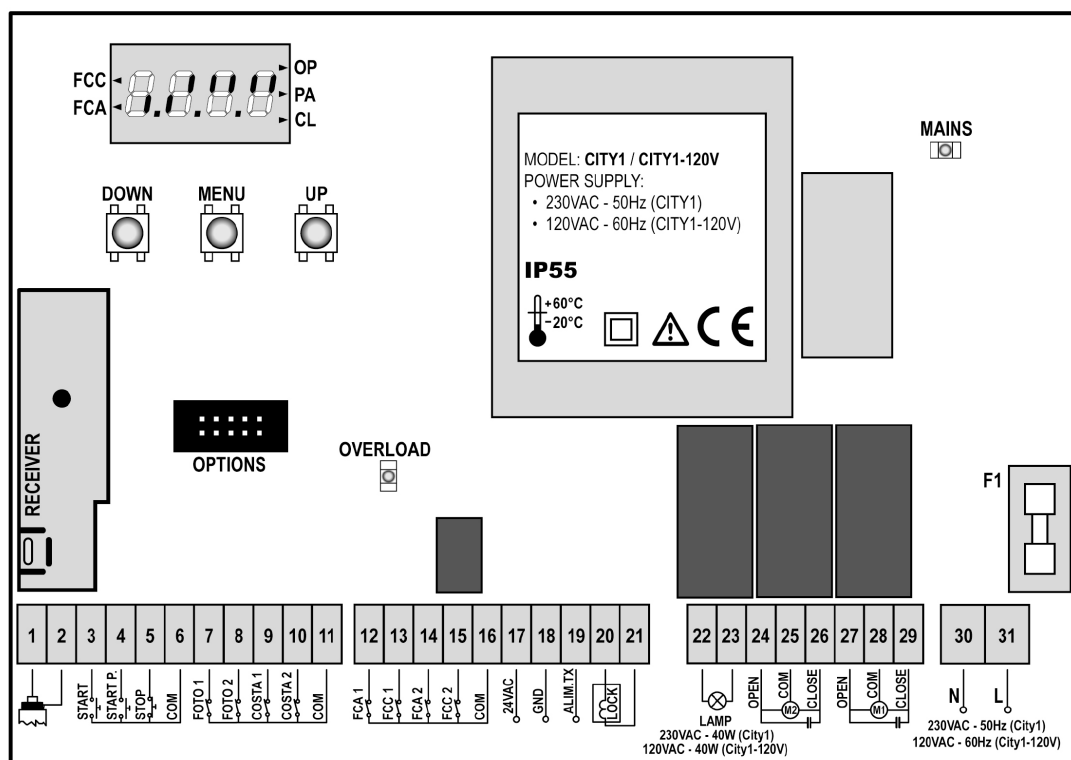 FCC
FCA
OP
PA
CL
DOWN
MENU
UP
MAINS
MODEL: CITY1 / CITY1-120V
POWER SUPPLY:
• 230VAC - 50Hz (CITY1)
• 120VAC - 60Hz (CITY1-120V)
IP55
+60°C
-20°C
CE
RECEIVER
OPTIONS
OVERLOAD
F1
1 2 3 4 5 6 7 8 9 10 11
12 13 14 15 16 17 18 19 20 21
22 23 24 25 26 27 28 29
30 31
START
START P.
STOP
COM
FOTO 1
FOTO 2
COSTA 1
COSTA 2
COM
FCA 1
FCC 1
FCA 2
FCC 2
COM
24VAC
GND
ALIM.TX
LOCK
LAMP
230VAC - 40W (City1)
120VAC - 40W (City1-120V)
OPEN
COM
CLOSE
M2
OPEN
COM
CLOSE
M1
N
L
230VAC - 50Hz (City1)
120VAC - 60Hz (City1-120V)